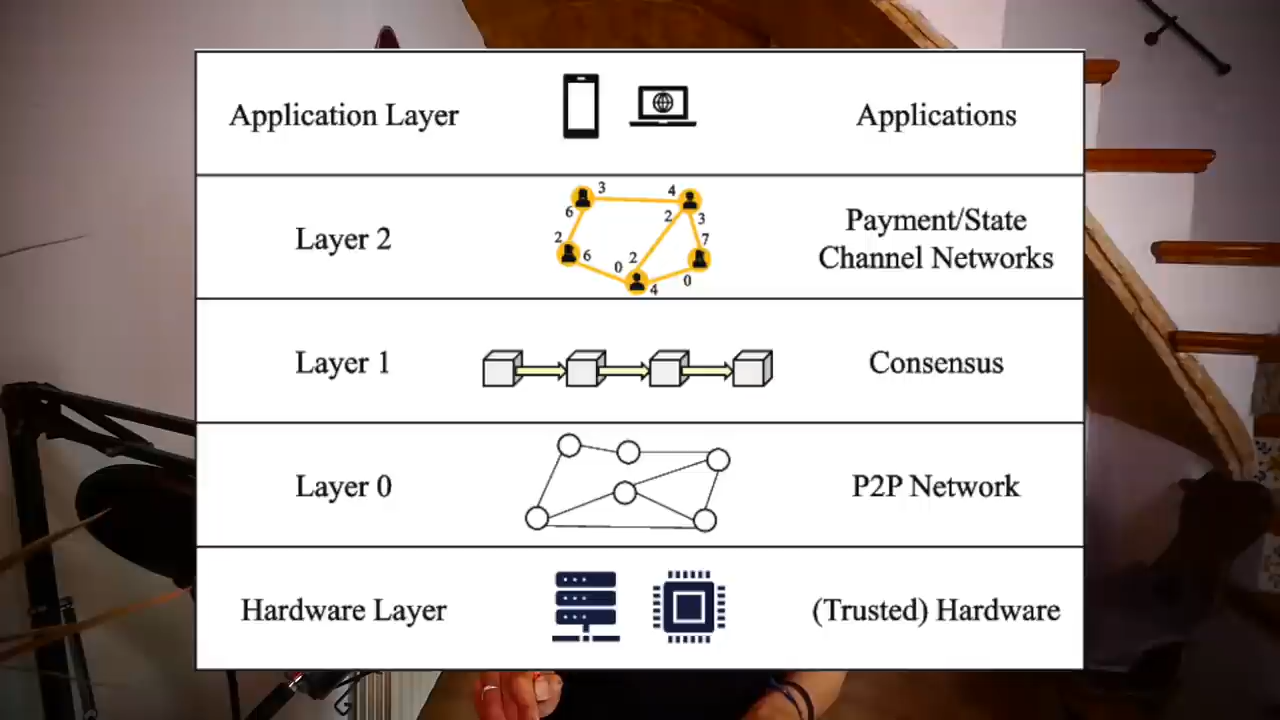 Application Layer
Applications
3 4
6 2 3
Layer 2
2 6 0 2 7
4 0
Payment/State
Channel Networks
Layer 1
Consensus
Layer 0
P2P Network
Hardware Layer
(Trusted) Hardware